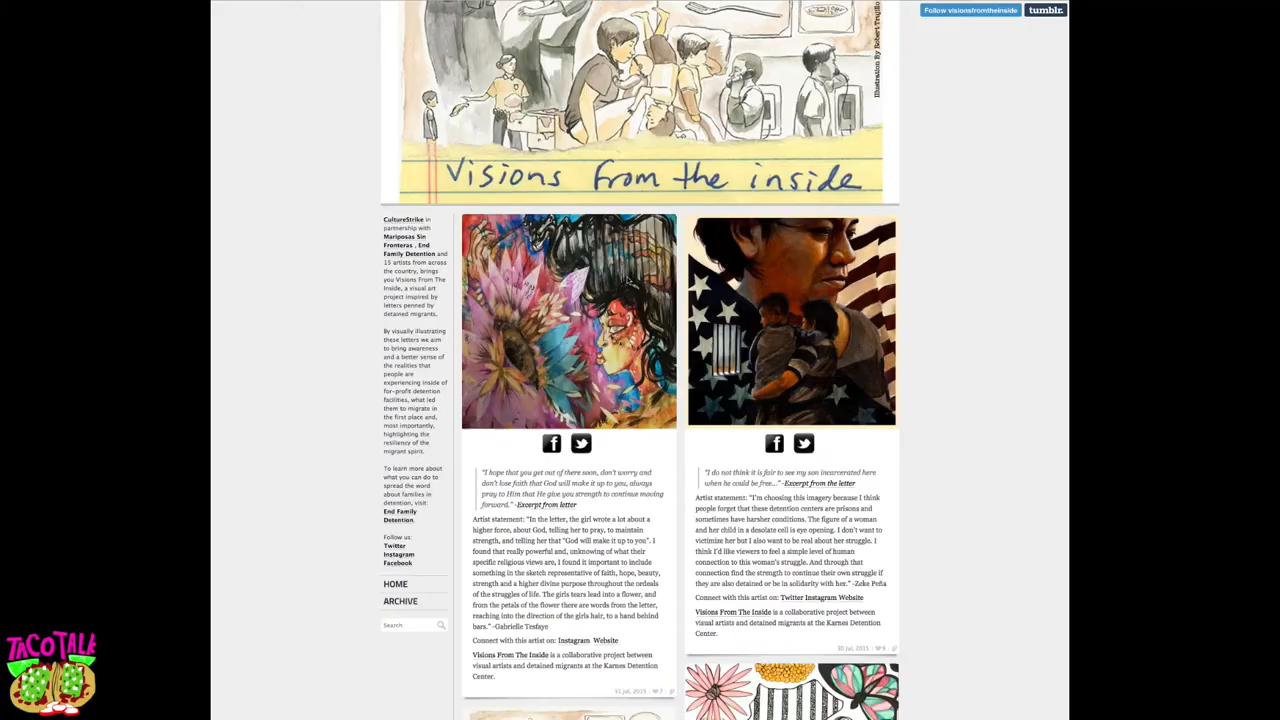 Follow visionsfromtheinside
tumblr.
Illustration By Robert Trujillo
Visions from the inside
CultureStrike in
partnership with
Mariposas Sin
Fronteras , End
Family Detention and
15 artists from across
the country, brings
you Visions From The
Inside, a visual art
project inspired by
letters penned by
detained migrants.
By visually illustrating
these letters we aim
to bring awareness
and a better sense of
the realities that
people are
experiencing inside of
for-profit detention
facilities, what led
them to migrate in
the first place and,
most importantly,
highlighting the
resiliency of the
migrant spirit.
To learn more about
what you can do to
spread the word
about families in
detention, visit:
End Family
Detention.
Follow us:
Twitter
Instagram
Facebook
HOME
ARCHIVE
Search
"I hope that you get out of there soon, don't worry and
don't lose faith that God will make it up to you, always
pray to Him that He give you strength to continue moving
forward." -Excerpt from letter
Artist statement: "In the letter, the girl wrote a lot about a
higher force, about God, telling her to pray, to maintain
strength, and telling her that "God will make it up to you". I
found that really powerful and, unknowing of what their
specific religious views are, I found it important to include
something in the sketch representative of faith, hope, beauty,
strength and a higher divine purpose throughout the ordeals
of the struggles of life. The girls tears lead into a flower, and
from the petals of the flower there are words from the letter,
reaching into the direction of the girls hair, to a hand behind
bars." -Gabrielle Tesfaye
Connect with this artist on: Instagram Website
Visions From The Inside is a collaborative project between
visual artists and detained migrants at the Karnes Detention
Center.
31 Jul, 2015
7
"I do not think it is fair to see my son incarcerated here
when he could be free..." -Excerpt from the letter
Artist statement: "I'm choosing this imagery because I think
people forget that these detention centers are prisons and
sometimes have harsher conditions. The figure of a woman
and her child in a desolate cell is eye opening. I don't want to
victimize her but I also want to be real about her struggle. I
think I'd like viewers to feel a simple level of human
connection to this woman's struggle. And through that
connection find the strength to continue their own struggle if
they are also detained or be in solidarity with her." -Zeke Peña
Connect with this artist on: Twitter Instagram Website
Visions From The Inside is a collaborative project between
visual artists and detained migrants at the Karnes Detention
Center.
30 Jul, 2015
9
TACO TALK